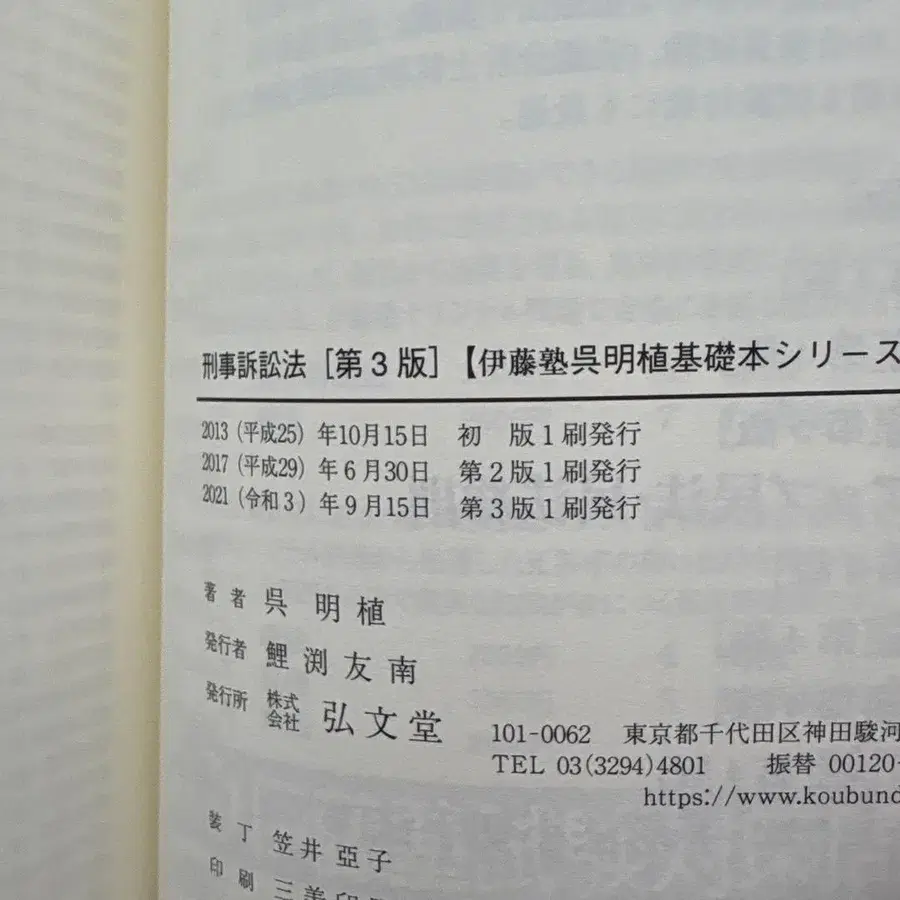 刑事訴訟法 [第3版]【伊藤塾呉明植基礎本シリース
2013(平成25)年10月15日 初 版1刷発行
2017(平成29)年6月30日 第2版1刷発行
2021(令和3)年9月15日 第3版1刷発行
著者 呉 明 植
発行者 鯉渕友南
発行所 株式会社 弘文堂 101-0062 東京都千代田区神田駿河
TEL 03(3294)4801 振替 00120-
https://www.koubund
装丁 笠井亞子
印刷 三美印